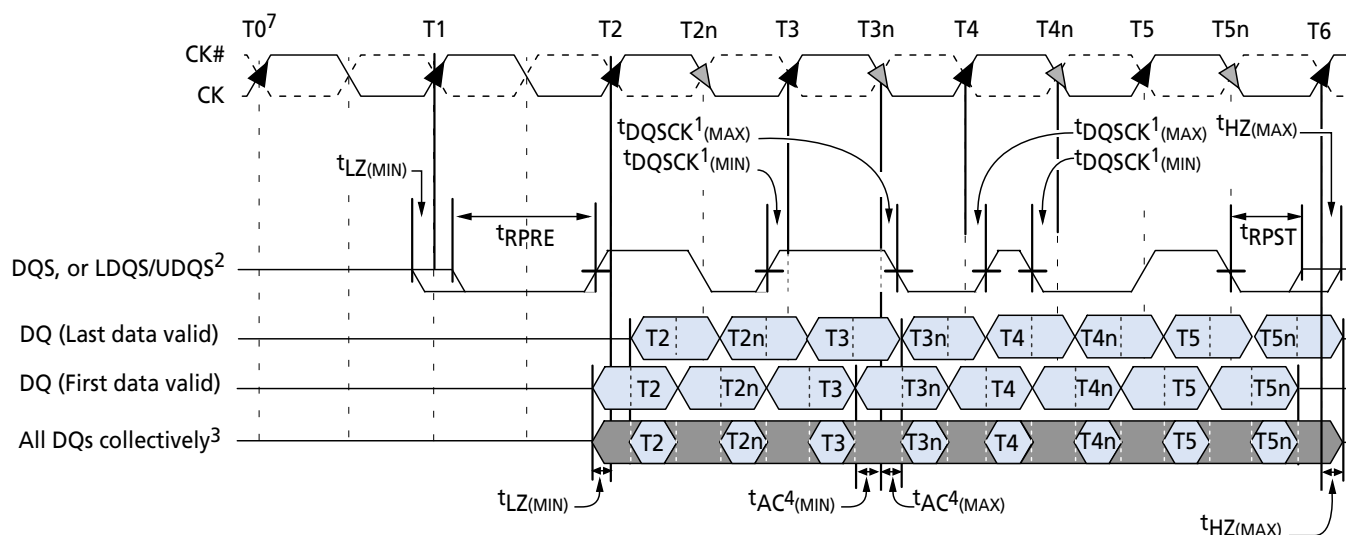 T0⁷ T1 T2 T2n T3 T3n T4 T4n T5 T5n T6
CK#
CK
tDQSCK¹(MAX) tDQSCK¹(MAX) tHZ(MAX)
tLZ(MIN) tDQSCK¹(MIN) tDQSCK¹(MIN)
tRPRE tRPST
DQS, or LDQS/UDQS²
DQ (Last data valid) T2 T2n T3 T3n T4 T4n T5 T5n
DQ (First data valid) T2 T2n T3 T3n T4 T4n T5 T5n
All DQs collectively³ T2 T2n T3 T3n T4 T4n T5 T5n
tLZ(MIN) tAC⁴(MIN) tAC⁴(MAX)
tHZ(MAX)